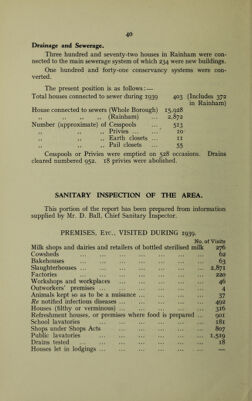 40
Drainage and Sewerage.
Three hundred and seventy-two houses in Rainham were con-
nected to the main sewerage system of which 234 were new buildings.
One hundred and forty-one conservancy systems were con-
verted.
The present position is as follows:—
Total houses connected to sewer during 1939 403 (Includes 372
in Rainham)
House connected to sewers (Whole Borough) 15,928
,, ,, ,, (Rainham) ... 2,872
Number (approximate) of Cesspools ... 513
,, ,, ,, Privies ... ... 20
,, ,, ,, Earth closets ... 11
,, ,, ,, Pail closets 55
Cesspools or Privies were emptied on 528 occasions. Drains
cleared numbered 952. 18 privies were abolished.
SANITARY INSPECTION OF THE AREA.
This portion of the report has been prepared from information
supplied by Mr. D. Ball, Chief Sanitary Inspector.
PREMISES, Etc., VISITED DURING 1939.
No. of Visits
Milk shops and dairies and retailers of bottled sterilised milk 276
Cowsheds ... ... ... ... ... ... ... 62
Bakehouses ... ... ... ... ... ... ... 63
Slaughterhouses ... ... ... ... ... ... ... 2,871
Factories ... ... ... ... ... ... ... 220
Workshops and workplaces ... ... ... ... ... 46
Outworkers' premises ... ... ... ... ... ... 4
Animals kept so as to be a nuisance ... ... ... ... 37
Re notified infectious diseases ... ... ... ... ... 492
Houses (filthy or verminous) ... ... ... ... ... 316
Refreshment houses, or premises where food is prepared ... 901
School lavatories ... ... ... ... ... ... 181
Shops under Shops Acts ... ... ... ... ... 807
Public lavatories ... ... ... ... ... ... 1,519
Drains tested ... ... ... ... ... ... ... 18
Houses let in lodgings ... ... ... ... ... ... —